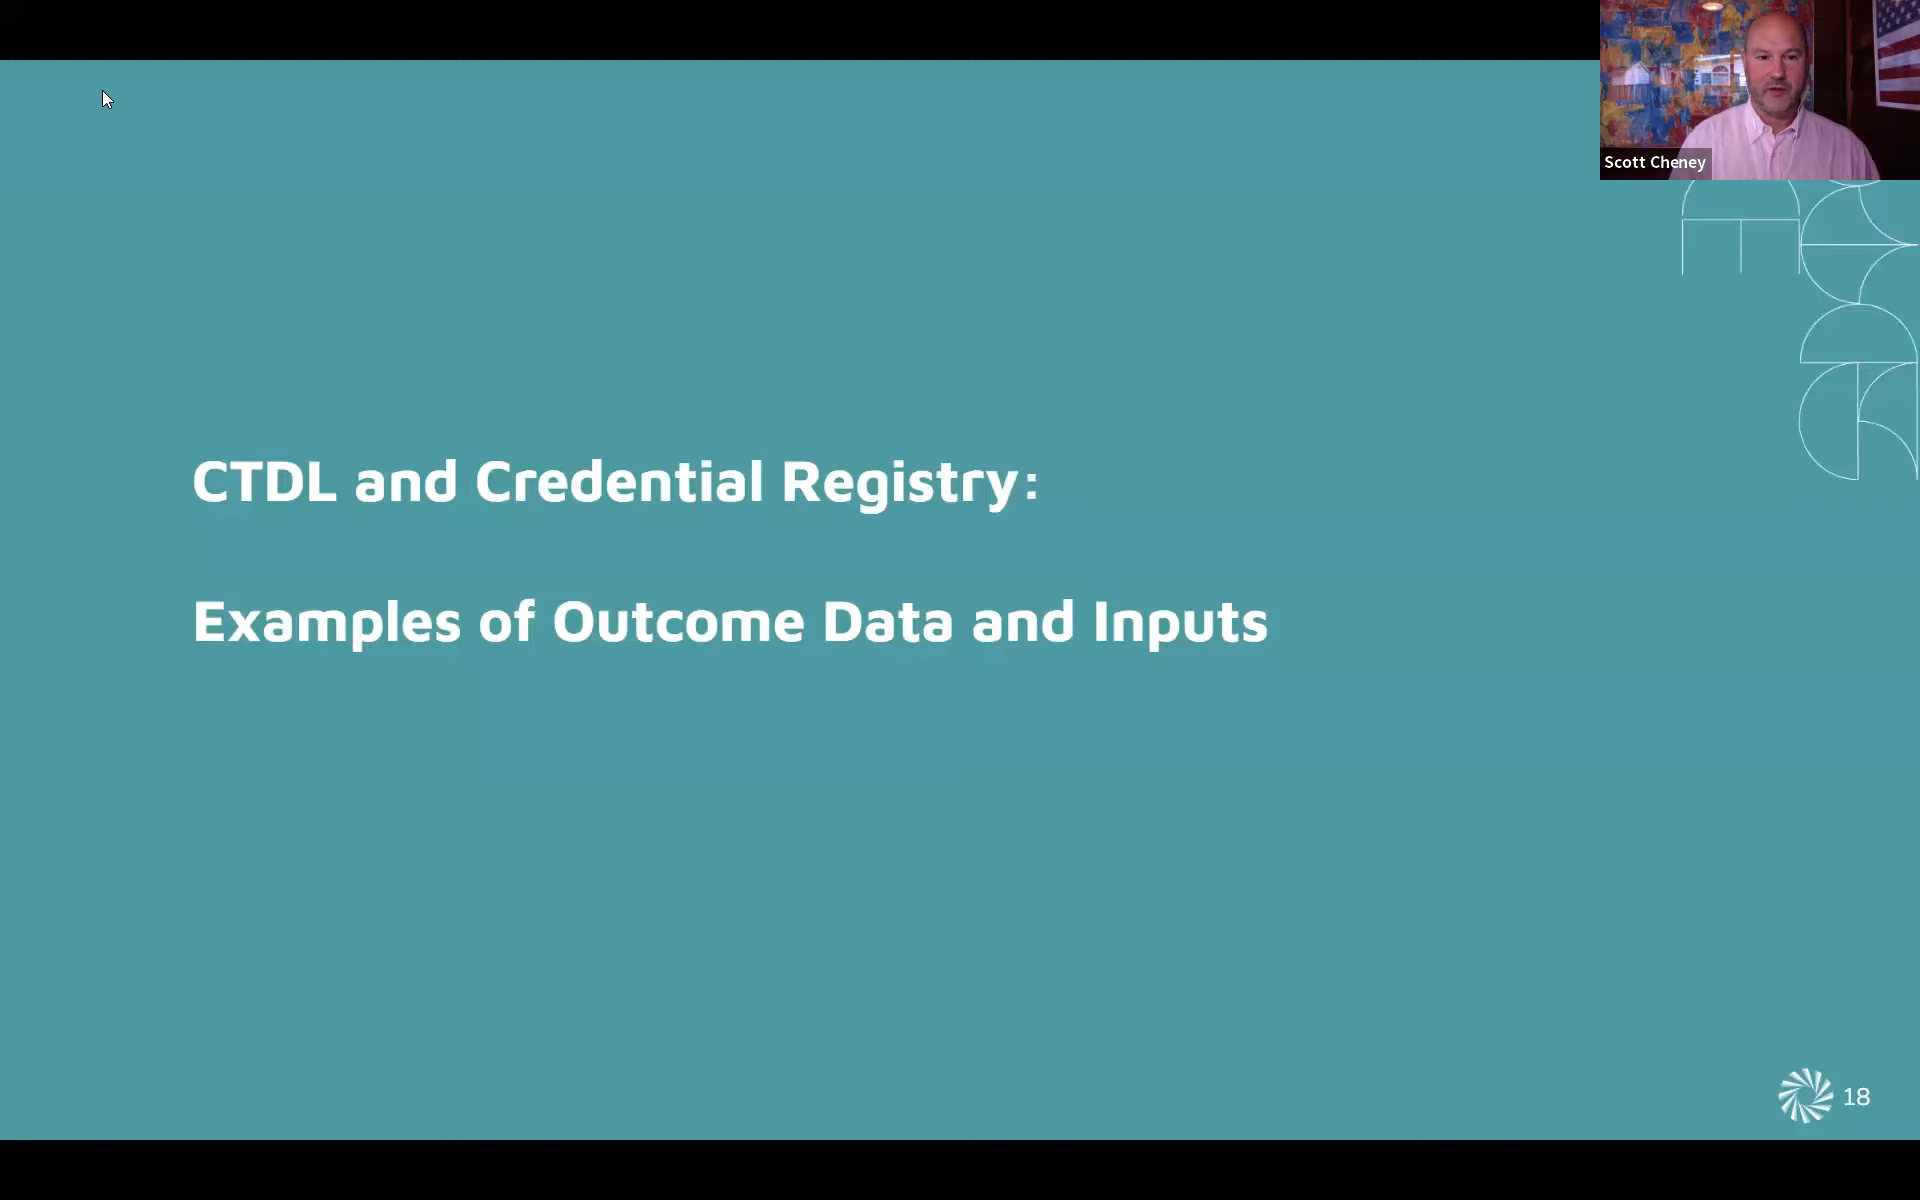 Scott Cheney
CTDL and Credential Registry:
Examples of Outcome Data and Inputs
18